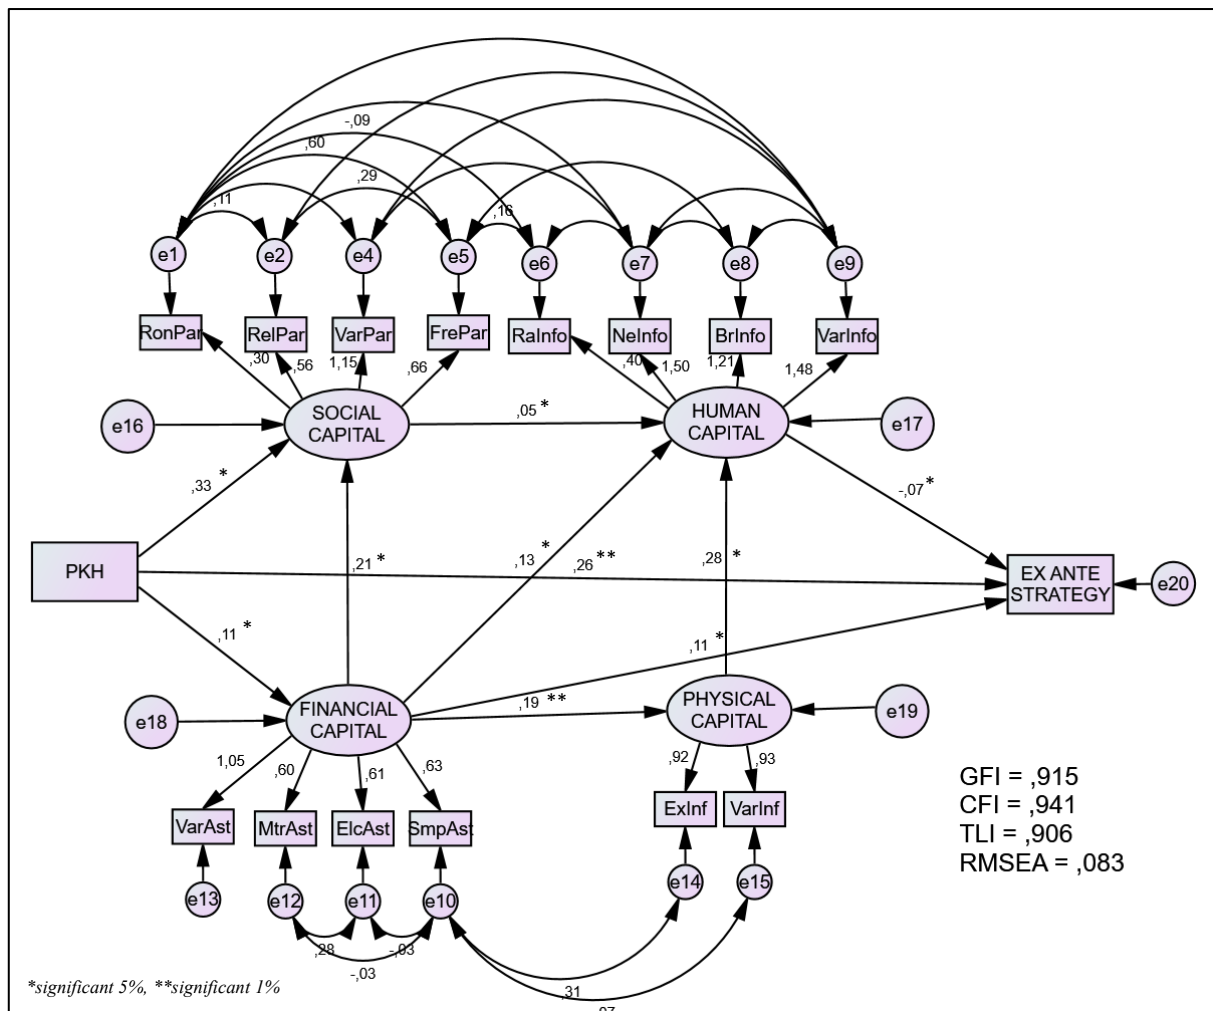 -,09
,60
,29
,11
,16
e1
e2
e4
e5
e6
e7
e8
e9
RonPar
RelPar
VarPar
FrePar
RaInfo
NeInfo
BrInfo
VarInfo
,30
,56
1,15
,66
,40
1,50
1,21
1,48
e16
SOCIAL
CAPITAL
,05 *
HUMAN
CAPITAL
e17
,33 *
-,07 *
PKH
,21 *
,13 *
,26 **
,28 *
EX ANTE
STRATEGY
e20
,11 *
,11 *
e18
FINANCIAL
CAPITAL
,19 **
PHYSICAL
CAPITAL
e19
1,05
,60
,61
,63
,92
,93
VarAst
MtrAst
ElcAst
SmpAst
ExInf
VarInf
e13
e12
e11
e10
e14
e15
,28
-,03
-,03
,31
GFI = ,915
CFI = ,941
TLI = ,906
RMSEA = ,083
*significant 5%, **significant 1%